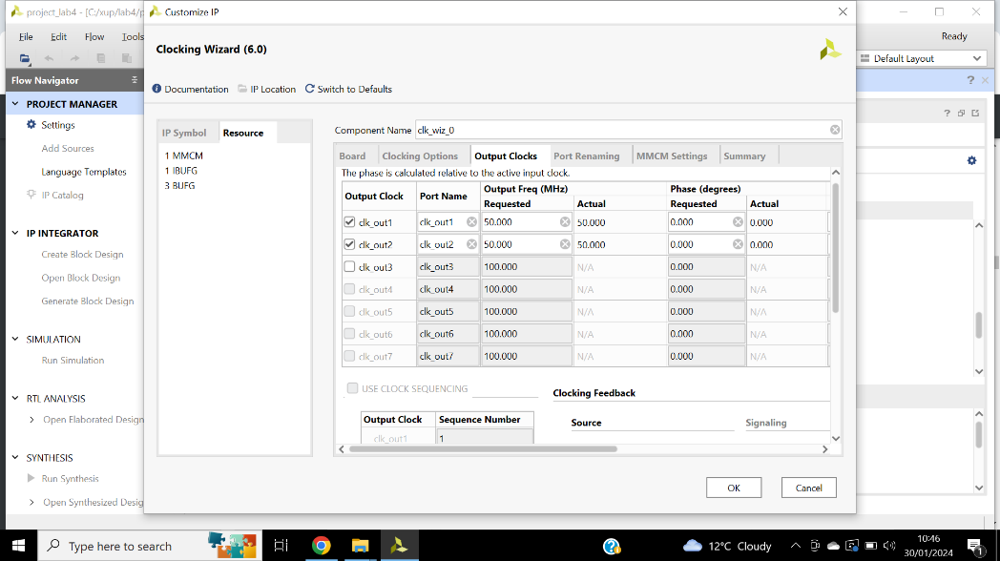 project_lab4 - [C:/xup/lab4/p
Customize IP
File Edit Flow Tools
Ready
Clocking Wizard (6.0)
Default Layout
Flow Navigator
Documentation IP Location Switch to Defaults
PROJECT MANAGER
Settings
Add Sources
Language Templates
IP Catalog
IP INTEGRATOR
Create Block Design
Open Block Design
Generate Block Design
SIMULATION
Run Simulation
RTL ANALYSIS
Open Elaborated Design
SYNTHESIS
Run Synthesis
Open Synthesized Desig
IP Symbol Resource
1 MMCM
1 IBUFG
3 BUFG
Component Name clk_wiz_0
Board Clocking Options Output Clocks Port Renaming MMCM Settings Summary
The phase is calculated relative to the active input clock.
Output Clock Port Name Output Freq (MHz) Phase (degrees)
Requested Actual Requested Actual
clk_out1 clk_out1 50.000 50.000 0.000 0.000
clk_out2 clk_out2 50.000 50.000 0.000 0.000
clk_out3 clk_out3 100.000 N/A 0.000 N/A
clk_out4 clk_out4 100.000 N/A 0.000 N/A
clk_out5 clk_out5 100.000 N/A 0.000 N/A
clk_out6 clk_out6 100.000 N/A 0.000 N/A
clk_out7 clk_out7 100.000 N/A 0.000 N/A
USE CLOCK SEQUENCING
Clocking Feedback
Output Clock Sequence Number
Source Signaling
clk_out1 1
OK Cancel
Type here to search
12°C Cloudy
10:46
30/01/2024
1